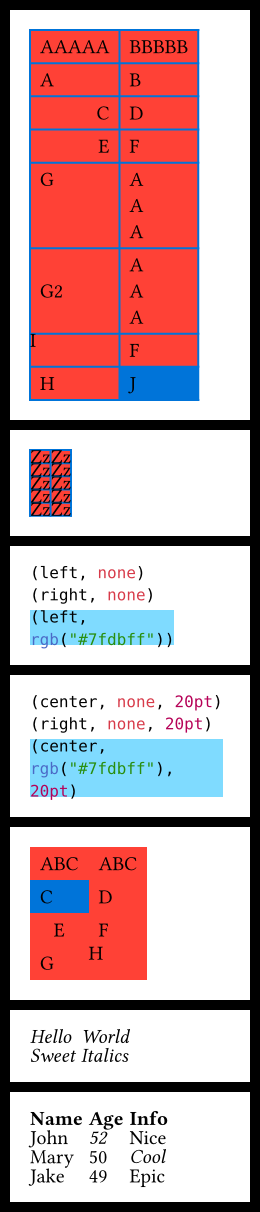 AAAAA BBBBB
A B
C D
E F
G A
A
A
A
G2 A
A
I
F
H J
Zz Zz
Zz Zz
Zz Zz
Zz Zz
Zz Zz
(left, none)
(right, none)
(left,
rgb("#7fdbff"))
(center, none, 20pt)
(right, none, 20pt)
(center,
rgb("#7fdbff"),
20pt)
ABC ABC
C D
E F
G H
Hello World
Sweet Italics
Name Age Info
John 52 Nice
Mary 50 Cool
Jake 49 Epic